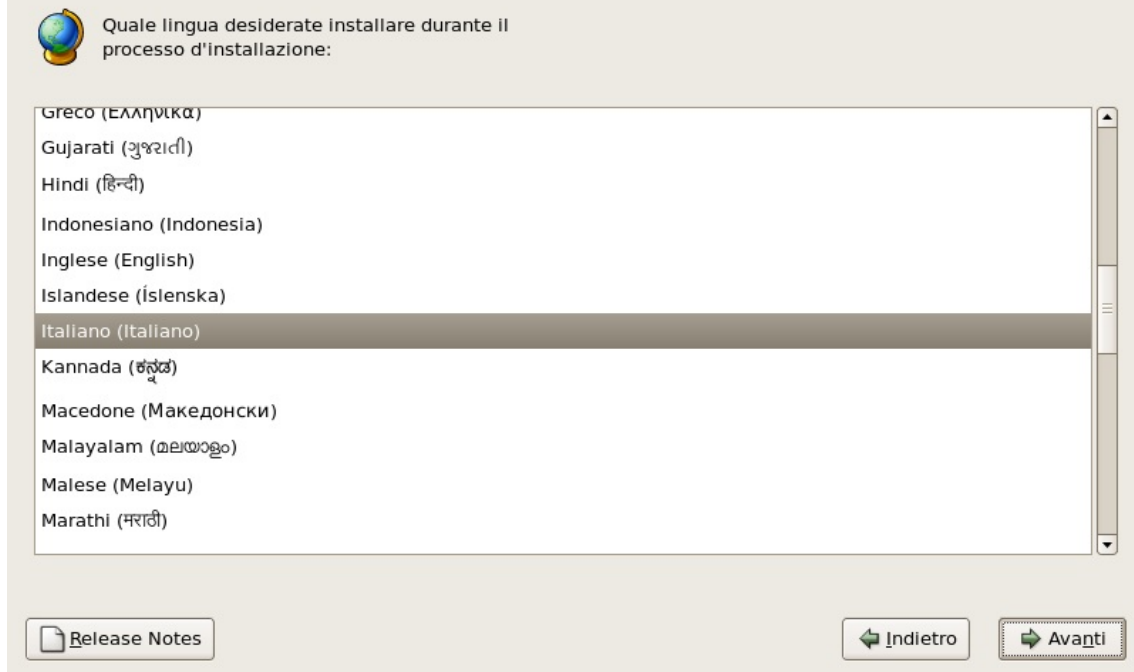 Quale lingua desiderate installare durante il
processo d'installazione:
Greco (Ελληνικά)
Gujarati (ગુજરાતી)
Hindi (हिन्दी)
Indonesiano (Indonesia)
Inglese (English)
Islandese (Íslenska)
Italiano (Italiano)
Kannada (ಕನ್ನಡ)
Macedone (Македонски)
Malayalam (മലയാളം)
Malese (Melayu)
Marathi (मराठी)
Release Notes
Indietro
Avanti